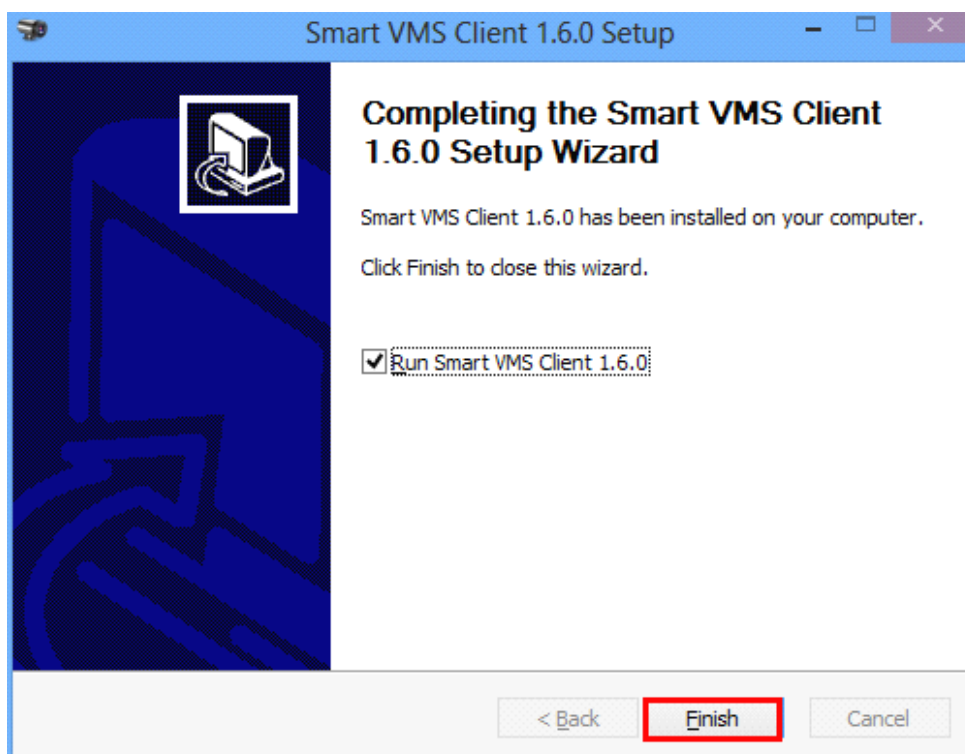 Smart VMS Client 1.6.0 Setup
Completing the Smart VMS Client
1.6.0 Setup Wizard
Smart VMS Client 1.6.0 has been installed on your computer.
Click Finish to close this wizard.
Run Smart VMS Client 1.6.0
< Back Finish Cancel